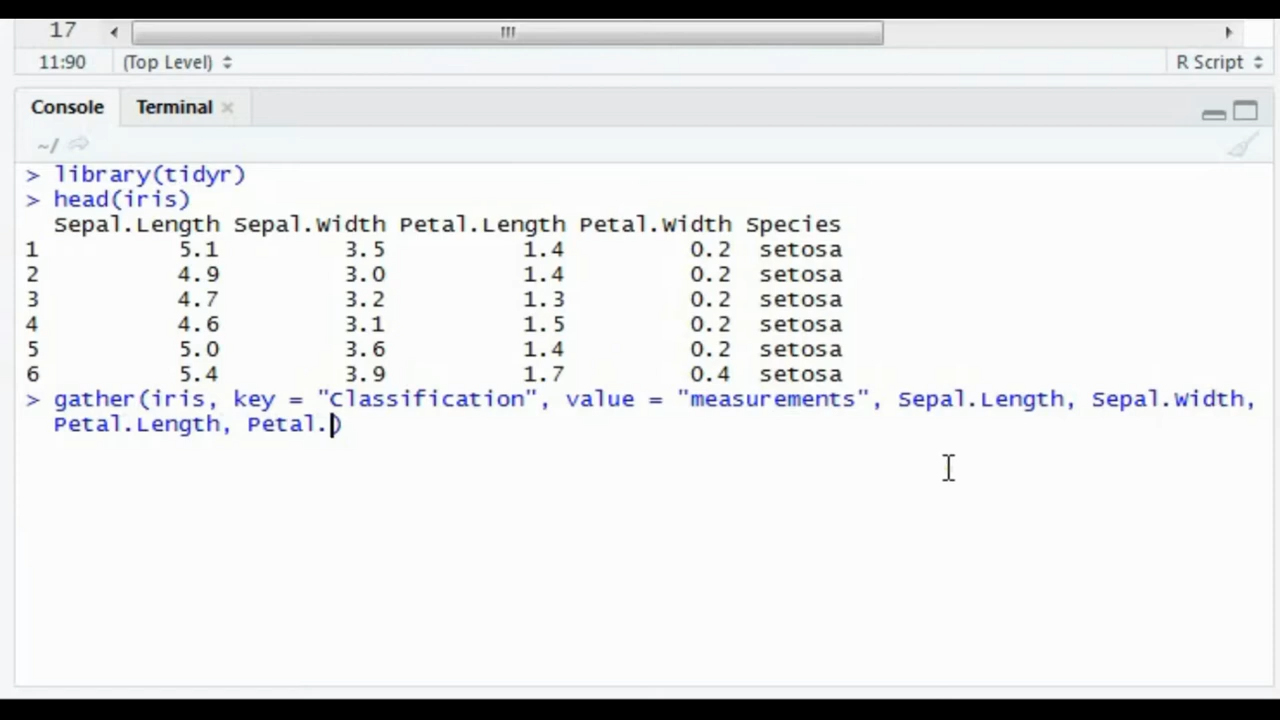 17
11:90 (Top Level) R Script
Console Terminal
~/
> library(tidyr)
> head(iris)
Sepal.Length Sepal.Width Petal.Length Petal.Width Species
1 5.1 3.5 1.4 0.2 setosa
2 4.9 3.0 1.4 0.2 setosa
3 4.7 3.2 1.3 0.2 setosa
4 4.6 3.1 1.5 0.2 setosa
5 5.0 3.6 1.4 0.2 setosa
6 5.4 3.9 1.7 0.4 setosa
> gather(iris, key = "Classification", value = "measurements", Sepal.Length, Sepal.Width,
Petal.Length, Petal.)